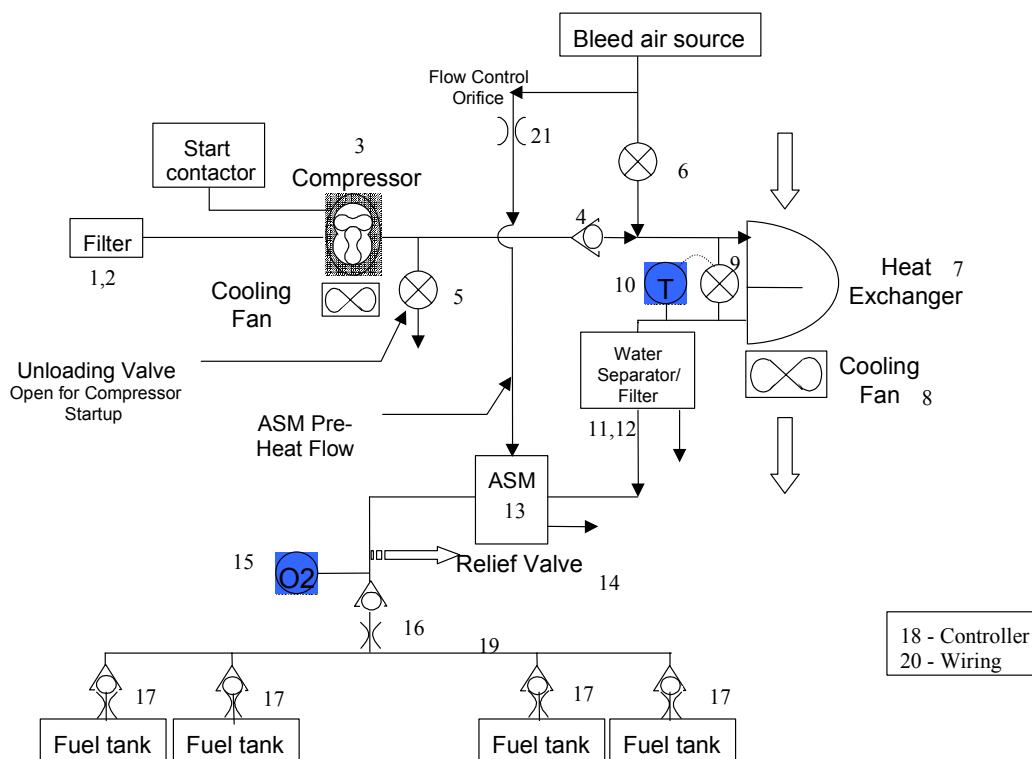 Bleed air source
Flow Control
Orifice
21
3
Start
contactor
Compressor
6
4
Filter
1,2
9
10
T
Heat
Exchanger
7
Cooling
Fan
5
Unloading Valve
Open for Compressor
Startup
Water
Separator/
Filter
Cooling
Fan
8
ASM Pre-
Heat Flow
11,12
ASM
13
15
O2
Relief Valve
14
16
19
18 - Controller
20 - Wiring
17
17
17
17
Fuel tank
Fuel tank
Fuel tank
Fuel tank